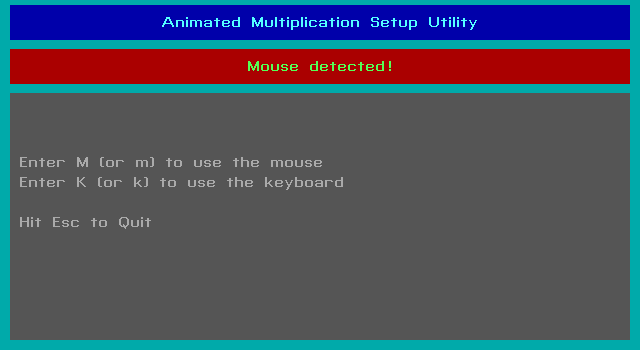 Animated Multiplication Setup Utility
Mouse detected!
Enter M (or m) to use the mouse
Enter K (or k) to use the keyboard
Hit Esc to Quit